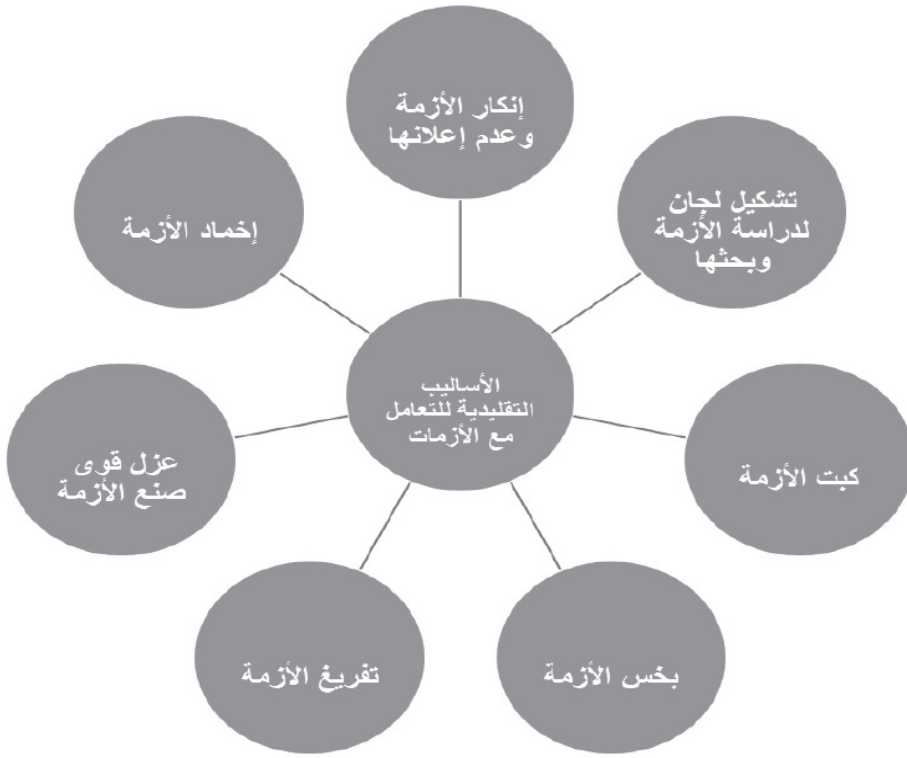 إنكار الأزمة
وعدم إعلانها
تشكيل لجان
لدراسة الأزمة
وبحثها
إخماد الأزمة
الأساليب
التقليدية للتعامل
مع الأزمات
كبت الأزمة
عزل قوى
صنع الأزمة
بخس الأزمة
تفريغ الأزمة